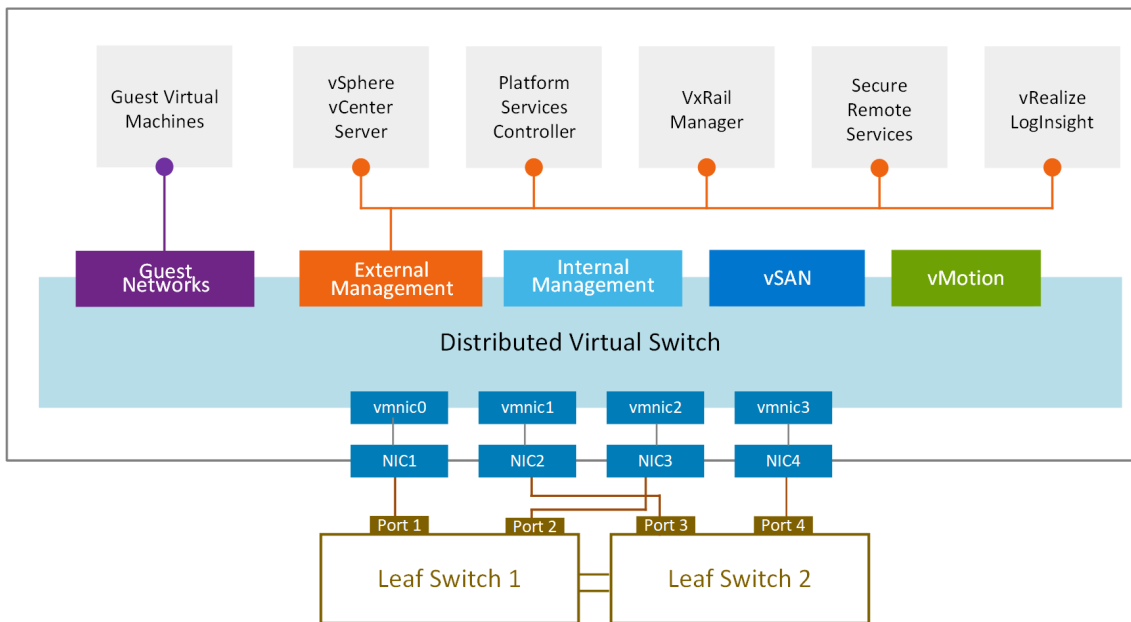 Guest Virtual
Machines
vSphere
vCenter
Server
Platform
Services
Controller
VxRail
Manager
Secure
Remote
Services
vRealize
LogInsight
Guest
Networks
External
Management
Internal
Management
vSAN
vMotion
Distributed Virtual Switch
vmnic0
vmnic1
vmnic2
vmnic3
NIC1
NIC2
NIC3
NIC4
Port 1
Port 2
Port 3
Port 4
Leaf Switch 1
Leaf Switch 2